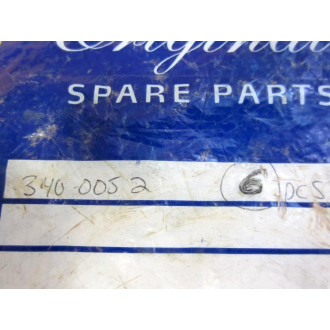 Original
SPARE PARTS
340-0052 6 pcs